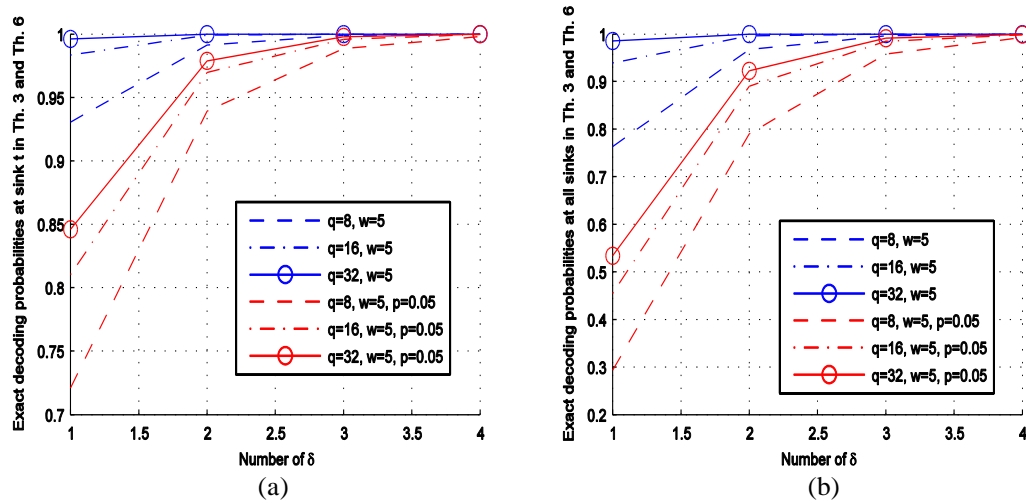 Exact decoding probabilities at sink t in Th. 3 and Th. 6
1
0.95
0.9
0.85
0.8
0.75
0.7
q=8, w=5
q=16, w=5
q=32, w=5
q=8, w=5, p=0.05
q=16, w=5, p=0.05
q=32, w=5, p=0.05
1
1.5
2
2.5
3
3.5
4
Number of δ
(a)
Exact decoding probabilities at all sinks in Th. 3 and Th. 6
1
0.9
0.8
0.7
0.6
0.5
0.4
0.3
0.2
q=8, w=5
q=16, w=5
q=32, w=5
q=8, w=5, p=0.05
q=16, w=5, p=0.05
q=32, w=5, p=0.05
1
1.5
2
2.5
3
3.5
4
Number of δ
(b)